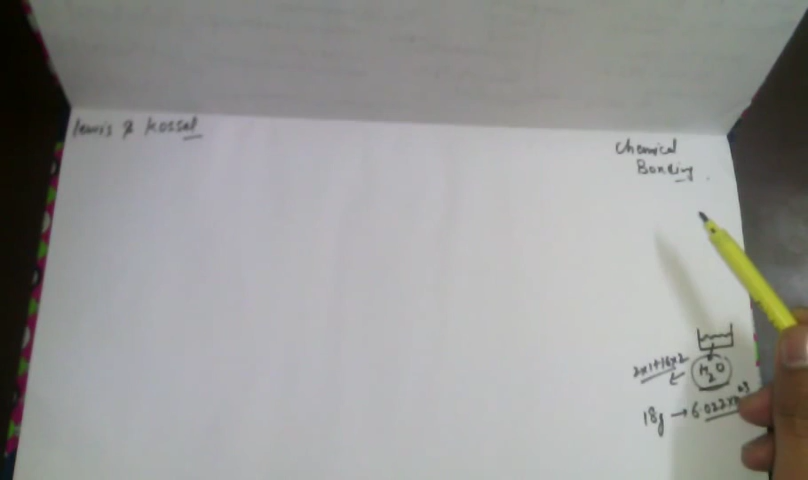 Lewis & Kossel
Chemical
Bonding
2x1+16x2
H2O
18g → 6.022x10